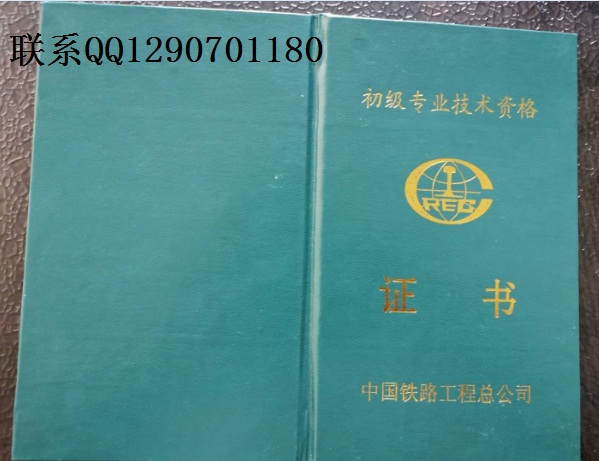 联系QQ1290701180
初级专业技术资格
CREG
证书
中国铁路工程总公司